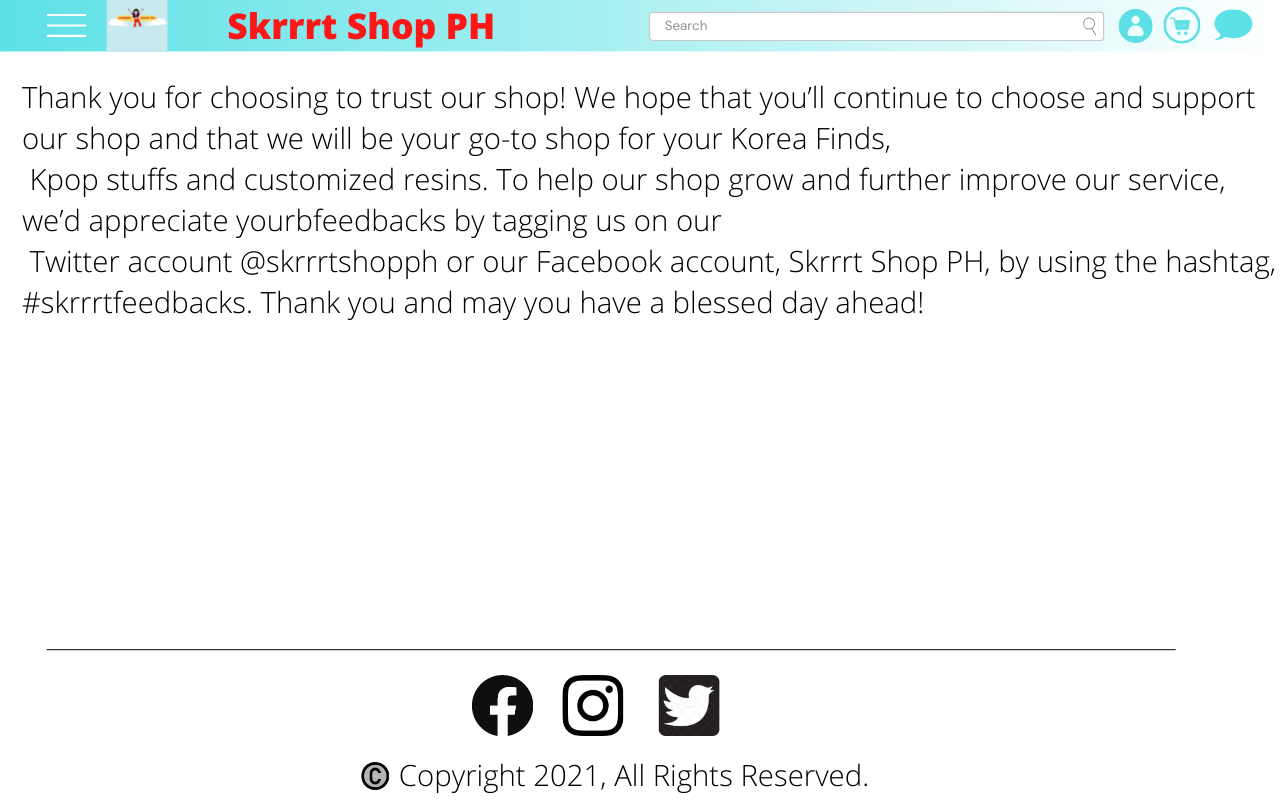 Skrrrt Shop PH
Search
Thank you for choosing to trust our shop! We hope that you’ll continue to choose and support
our shop and that we will be your go-to shop for your Korea Finds,
Kpop stuffs and customized resins. To help our shop grow and further improve our service,
we’d appreciate yourbfeedbacks by tagging us on our
Twitter account @skrrrtshopph or our Facebook account, Skrrrt Shop PH, by using the hashtag,
#skrrrtfeedbacks. Thank you and may you have a blessed day ahead!
© Copyright 2021, All Rights Reserved.